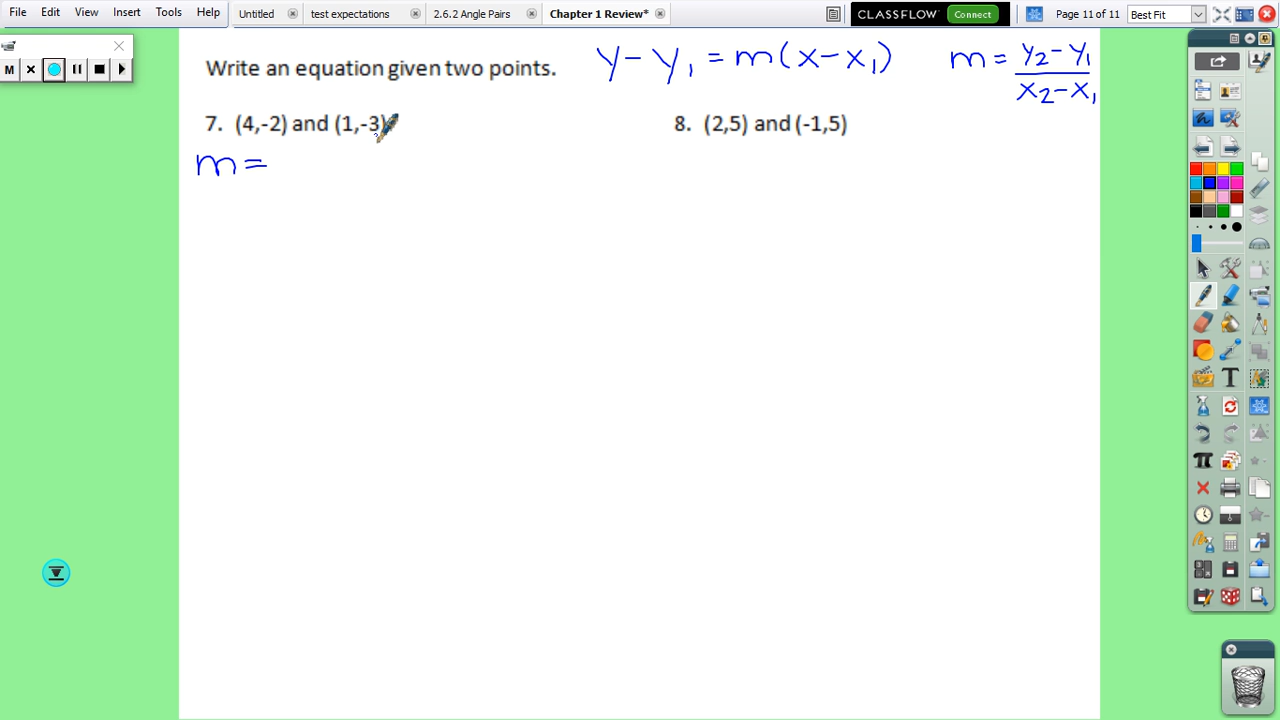 File Edit View Insert Tools Help Untitled test expectations 2.6.2 Angle Pairs Chapter 1 Review* CLASSFLOW Connect Page 11 of 11 Best Fit
M
Write an equation given two points. y - y₁ = m(x - x₁) m = y₂ - y₁ / x₂ - x₁
7. (4,-2) and (1,-3) 8. (2,5) and (-1,5)
m =
T
π